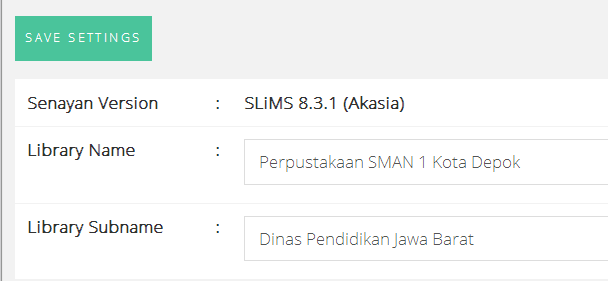 SAVE SETTINGS
Senayan Version : SLiMS 8.3.1 (Akasia)
Library Name : Perpustakaan SMAN 1 Kota Depok
Library Subname : Dinas Pendidikan Jawa Barat